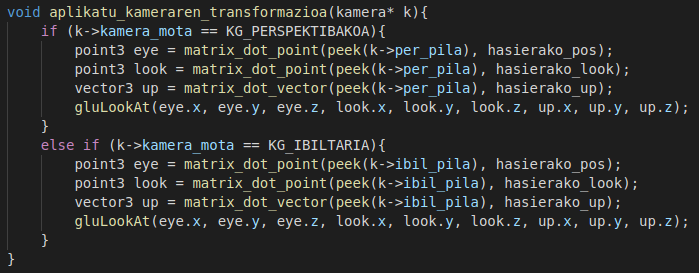 void aplikatu_kameraren_transformazioa(kamera* k){
    if (k->kamera_mota == KG_PERSPEKTIBAKOA){
        point3 eye = matrix_dot_point(peek(k->per_pila), hasierako_pos);
        point3 look = matrix_dot_point(peek(k->per_pila), hasierako_look);
        vector3 up = matrix_dot_vector(peek(k->per_pila), hasierako_up);
        gluLookAt(eye.x, eye.y, eye.z, look.x, look.y, look.z, up.x, up.y, up.z);
    }
    else if (k->kamera_mota == KG_IBILTARIA){
        point3 eye = matrix_dot_point(peek(k->ibil_pila), hasierako_pos);
        point3 look = matrix_dot_point(peek(k->ibil_pila), hasierako_look);
        vector3 up = matrix_dot_vector(peek(k->ibil_pila), hasierako_up);
        gluLookAt(eye.x, eye.y, eye.z, look.x, look.y, look.z, up.x, up.y, up.z);
    }
}